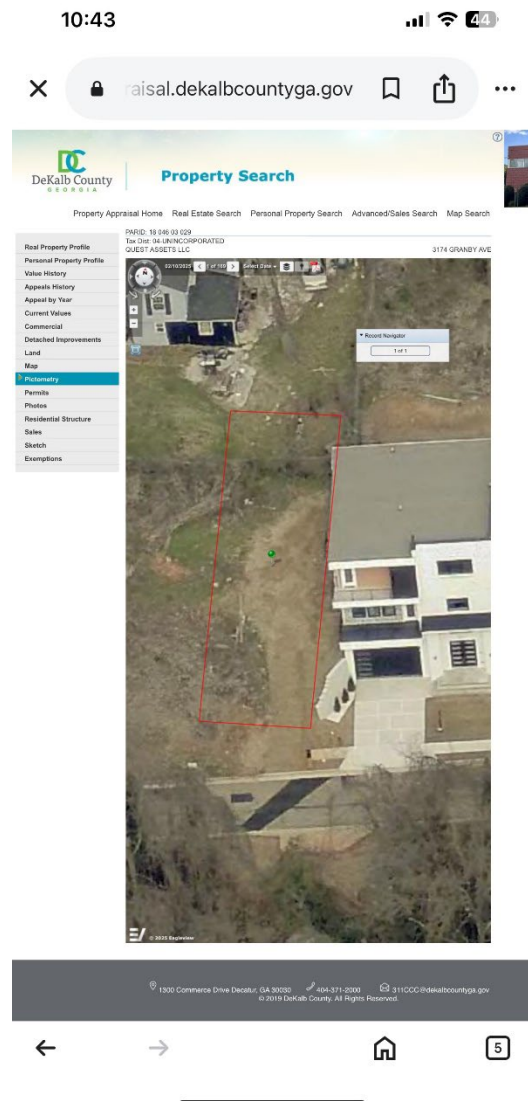 10:43
44
raisal.dekalbcountyga.gov
DC
DeKalb County
GEORGIA
Property Search
Property Appraisal Home Real Estate Search Personal Property Search Advanced/Sales Search Map Search
PARID: 18 046 03 029
Tax Dist: 04-UNINCORPORATED
QUEST ASSETS LLC
3174 GRANBY AVE
Real Property Profile
Personal Property Profile
Value History
Appeals History
Appeal by Year
Current Values
Commercial
Detached Improvements
Land
Map
Pictometry
Permits
Photos
Residential Structure
Sales
Sketch
Exemptions
N
02/10/2025 1 of 119 Select Date
Record Navigator
1 of 1
© 2025 Eagleview
1300 Commerce Drive Decatur, GA 30030 404-371-2000 311CCC@dekalbcountyga.gov
© 2019 DeKalb County. All Rights Reserved.
5